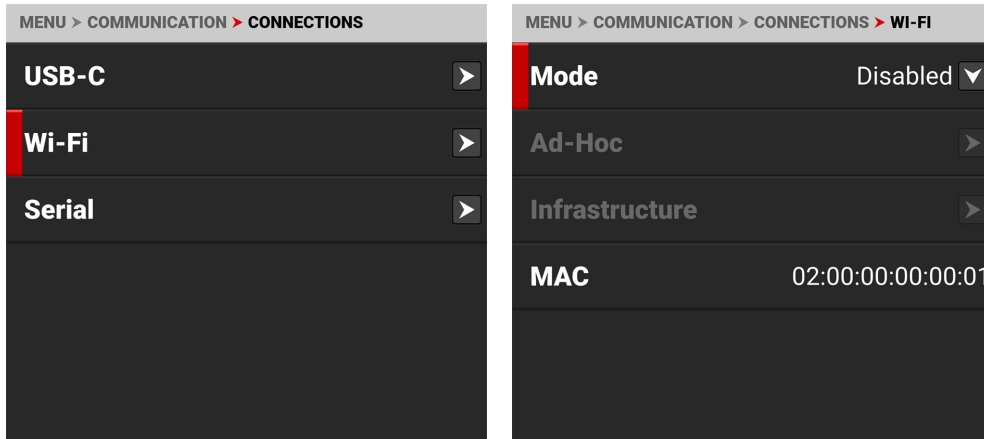 MENU > COMMUNICATION > CONNECTIONS
USB-C
Wi-Fi
Serial
MENU > COMMUNICATION > CONNECTIONS > WI-FI
Mode Disabled
Ad-Hoc
Infrastructure
MAC 02:00:00:00:00:01